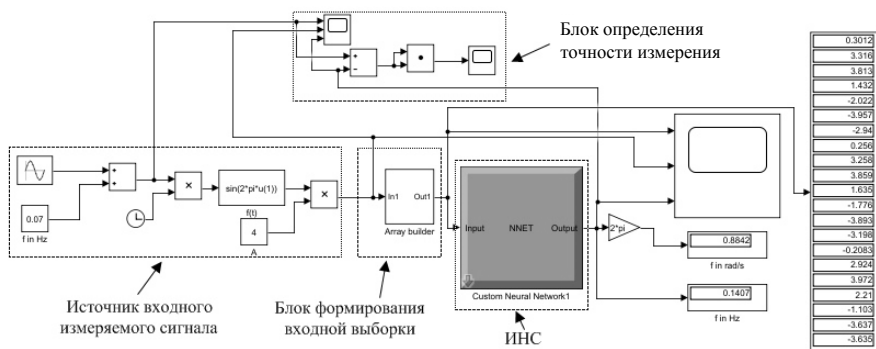 Блок определения
точности измерения
+
−
•
0.3012
3.316
3.813
1.432
-2.022
-3.957
-2.94
0.256
3.258
3.859
1.635
-1.776
-3.893
-3.198
-0.2083
2.924
3.972
2.21
-1.103
-3.637
-3.635
+
+
×
sin(2*pi*u(1))
f(t)
×
0.07
f in Hz
4
A
In1 Out1
Array builder
Input NNET Output
Custom Neural Network1
2*pi
0.8842
f in rad/s
0.1407
f in Hz
Источник входного
измеряемого сигнала
Блок формирования
входной выборки
ИНС